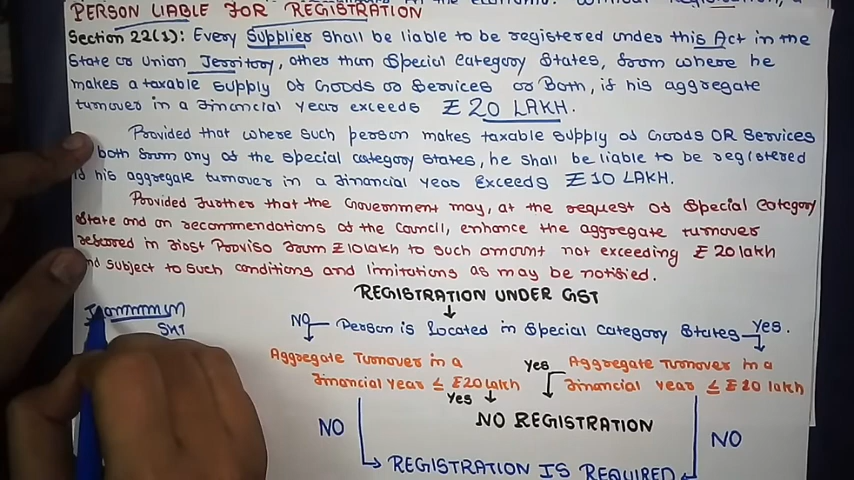 PERSON LIABLE FOR REGISTRATION
Section 22(1): Every Supplier shall be liable to be registered under this Act in the
State or Union Territory, other than Special Category States, from where he
makes a taxable supply of Goods or Services or Both, if his aggregate
turnover in a Financial Year exceeds ₹ 20 LAKH.
Provided that where such person makes taxable supply of Goods OR Services
both from any of the special category States, he shall be liable to be registered
if his aggregate turnover in a Financial Year Exceeds ₹ 10 LAKH.
Provided Further that the Government may, at the request of Special Category
State and on recommendations of the Council, enhance the aggregate turnover
referred in First Proviso from ₹ 10 lakh to such amount not exceeding ₹ 20 lakh
and subject to such conditions and limitations as may be notified.
REGISTRATION UNDER GST
NO Person is Located in Special Category States Yes.
Aggregate Turnover in a Yes Aggregate Turnover in a
Financial Year ≤ ₹20 lakh Financial Year ≤ ₹ 20 lakh
Yes
NO REGISTRATION
NO NO
REGISTRATION IS REQUIRED